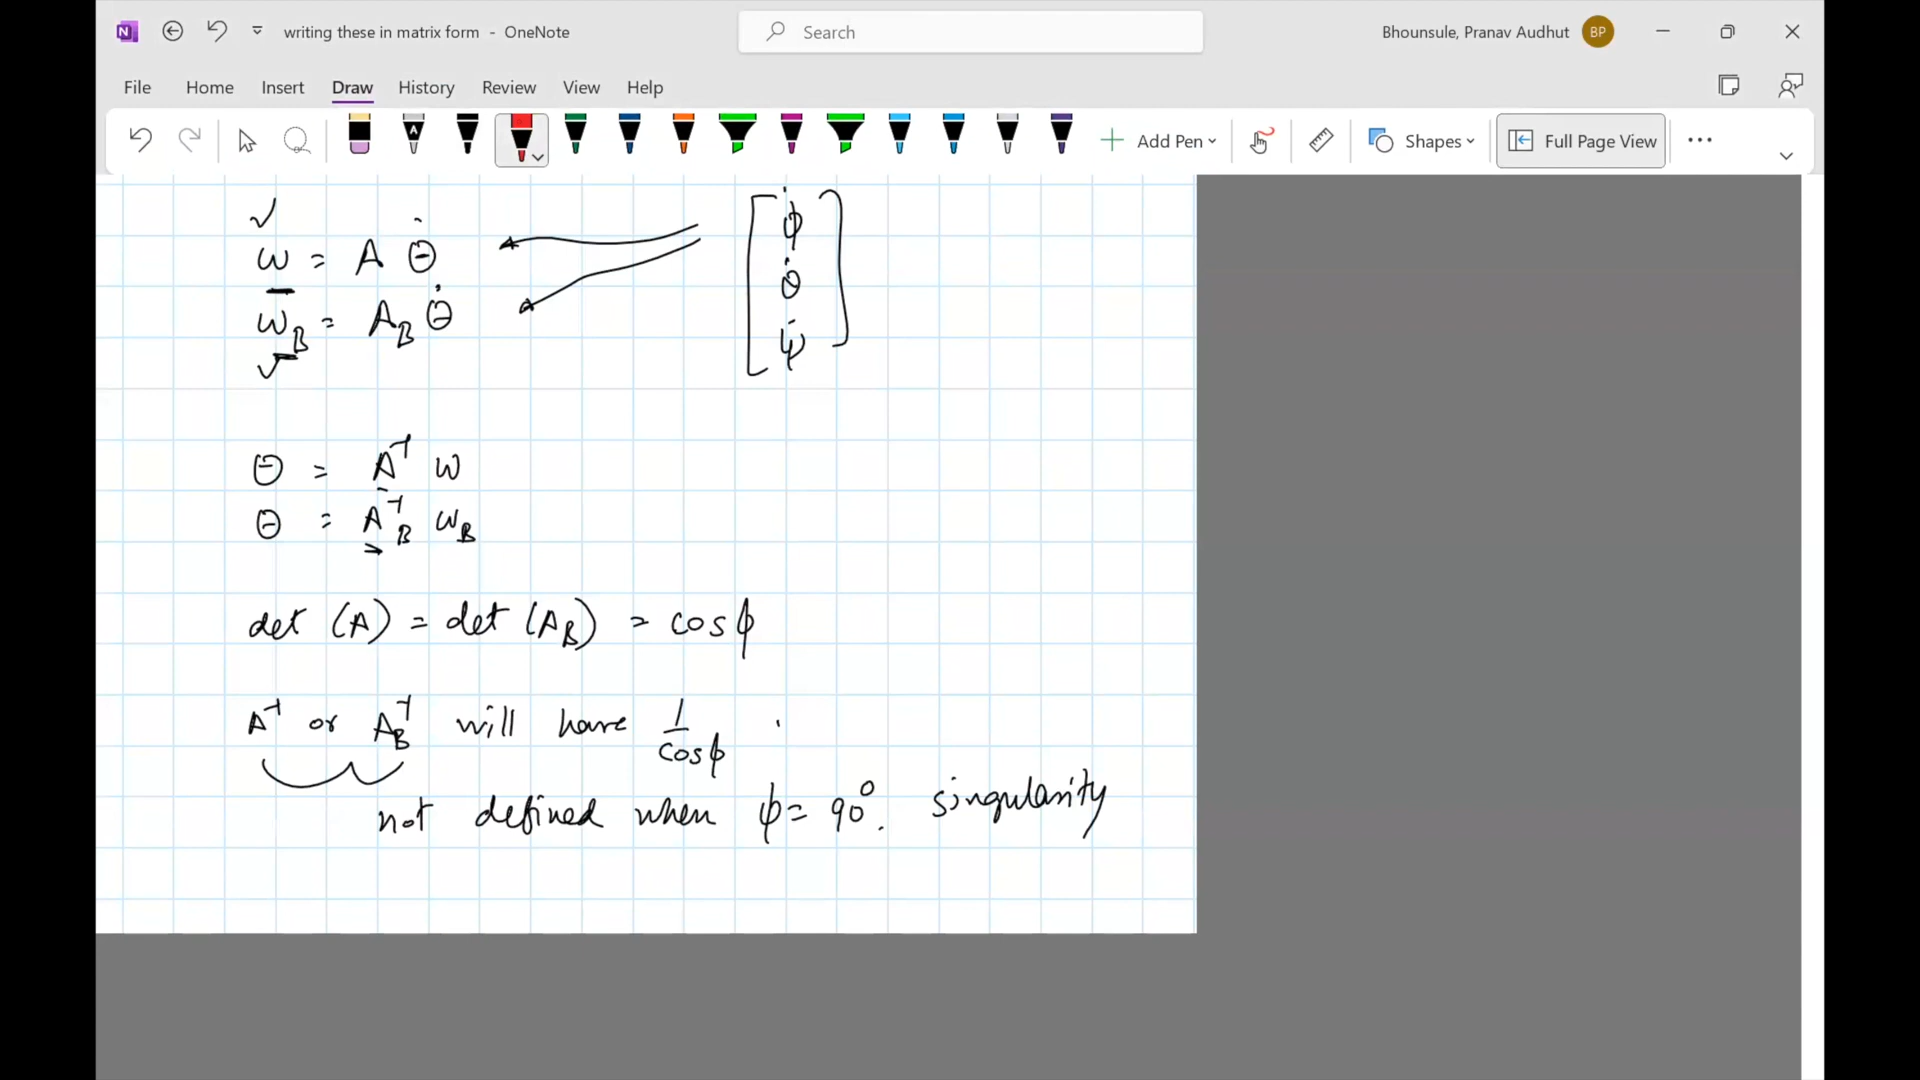 writing these in matrix form - OneNote
Search
Bhounsule, Pranav Audhut
BP
File Home Insert Draw History Review View Help
A
Add Pen
Shapes
Full Page View
✓
ω = A Θ̇
ω_B = A_B Θ̇
✓
[ϕ̇
θ̇
ψ̇]
Θ = A⁻¹ ω
Θ = A⁻¹_B ω_B
det (A) = det (A_B) = cos ϕ
A⁻¹ or A_B⁻¹ will have 1/cos ϕ .
not defined when ϕ = 90°. singularity